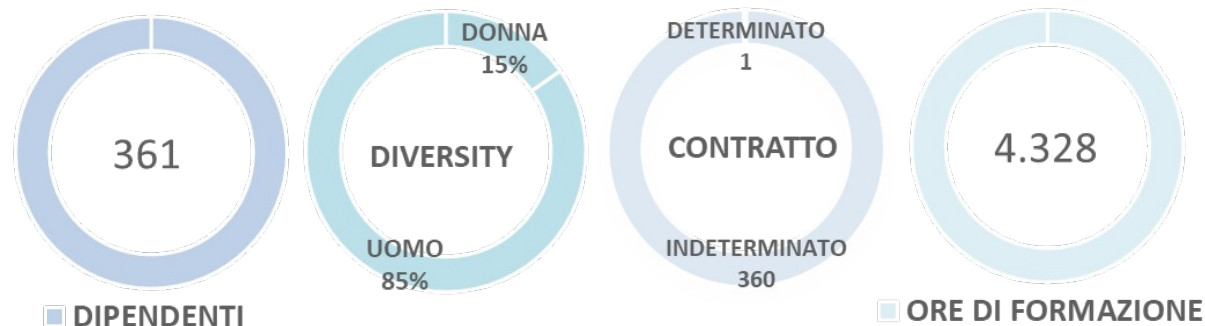 361
DIPENDENTI
DONNA
15%
DIVERSITY
UOMO
85%
DETERMINATO
1
CONTRATTO
INDETERMINATO
360
4.328
ORE DI FORMAZIONE